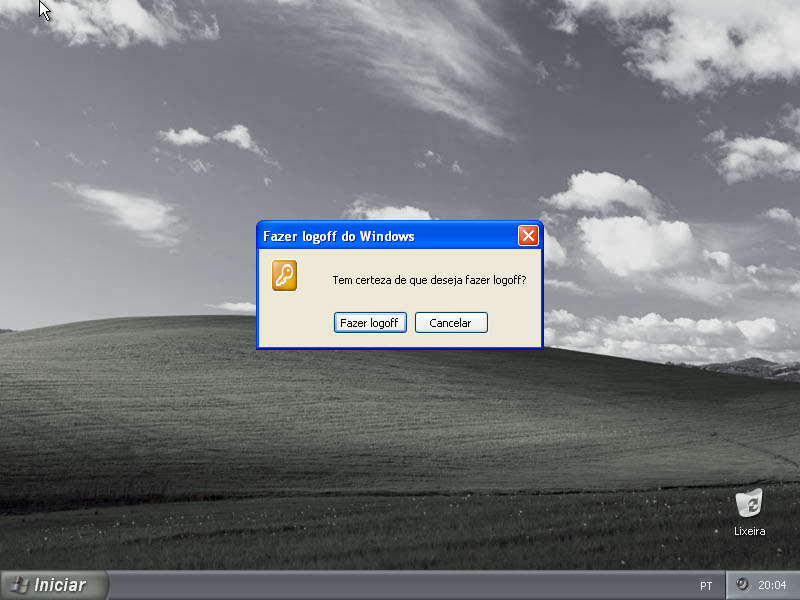 Fazer logoff do Windows
Tem certeza de que deseja fazer logoff?
Fazer logoff
Cancelar
Lixeira
Iniciar
PT
20:04